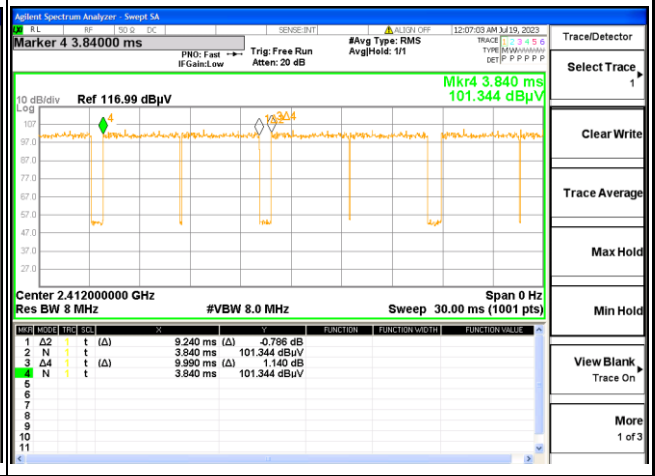 Agilent Spectrum Analyzer - Swept SA
RL RF 50 Ω DC SENSE:INT ALIGN OFF 12:07:03 AM Jul 19, 2023
Marker 4 3.84000 ms
PNO: Fast
IFGain:Low
Trig: Free Run
Atten: 20 dB
#Avg Type: RMS
Avg|Hold: 1/1
TRACE 1 2 3 4 5 6
TYPE
DET P P P P P P
Mkr4 3.840 ms
101.344 dBµV
10 dB/div Ref 116.99 dBµV
Log
107
97.0
87.0
77.0
67.0
57.0
47.0
37.0
27.0
4
3Δ4
Center 2.412000000 GHz Span 0 Hz
Res BW 8 MHz #VBW 8.0 MHz Sweep 30.00 ms (1001 pts)
MKR MODE TRC SCL X Y FUNCTION FUNCTION WIDTH FUNCTION VALUE
1 Δ2 1 t (Δ) 9.240 ms (Δ) -0.786 dB
2 N 1 t 3.840 ms 101.344 dBµV
3 Δ4 1 t (Δ) 9.990 ms (Δ) 1.140 dB
4 N 1 t 3.840 ms 101.344 dBµV
5
6
7
8
9
10
11
Trace/Detector
Select Trace
1
Clear Write
Trace Average
Max Hold
Min Hold
View Blank
Trace On
More
1 of 3